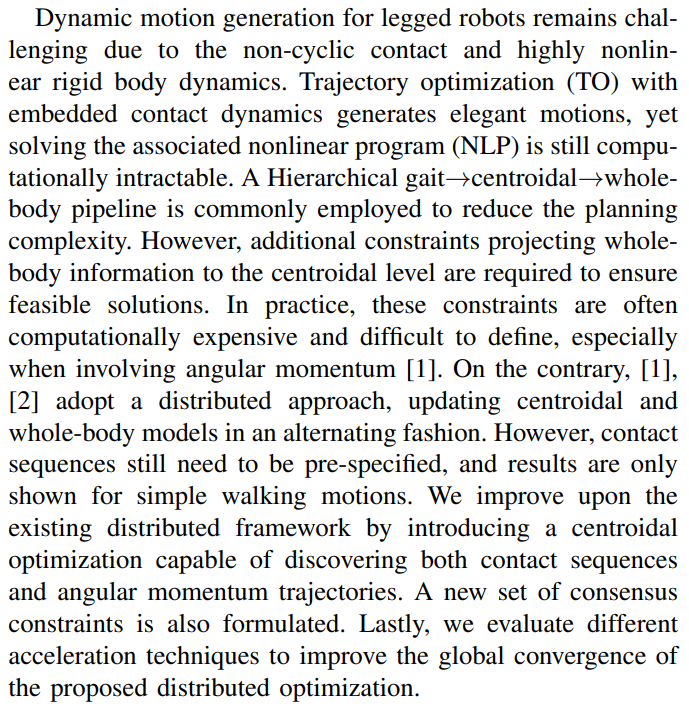 Dynamic motion generation for legged robots remains chal-
lenging due to the non-cyclic contact and highly nonlin-
ear rigid body dynamics. Trajectory optimization (TO) with
embedded contact dynamics generates elegant motions, yet
solving the associated nonlinear program (NLP) is still compu-
tationally intractable. A Hierarchical gait→centroidal→whole-
body pipeline is commonly employed to reduce the planning
complexity. However, additional constraints projecting whole-
body information to the centroidal level are required to ensure
feasible solutions. In practice, these constraints are often
computationally expensive and difficult to define, especially
when involving angular momentum [1]. On the contrary, [1],
[2] adopt a distributed approach, updating centroidal and
whole-body models in an alternating fashion. However, contact
sequences still need to be pre-specified, and results are only
shown for simple walking motions. We improve upon the
existing distributed framework by introducing a centroidal
optimization capable of discovering both contact sequences
and angular momentum trajectories. A new set of consensus
constraints is also formulated. Lastly, we evaluate different
acceleration techniques to improve the global convergence of
the proposed distributed optimization.